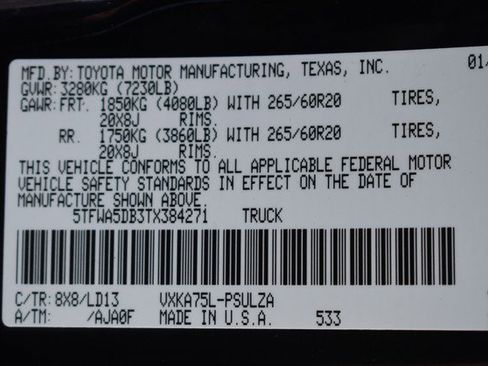 MFD.BY:TOYOTA MOTOR MANUFACTURING, TEXAS, INC. 01/
GVWR: 3280KG (7230LB)
GAWR:FRT. 1850KG (4080LB) WITH 265/60R20 TIRES,
20X8J RIMS.
RR. 1750KG (3860LB) WITH 265/60R20 TIRES,
20X8J RIMS.
THIS VEHICLE CONFORMS TO ALL APPLICABLE FEDERAL MOTOR
VEHICLE SAFETY STANDARDS IN EFFECT ON THE DATE OF
MANUFACTURE SHOWN ABOVE.
5TFWA5DB3TX384271 TRUCK
C/TR: 8X8/LD13 VXKA75L-PSULZA
A/TM: /AJA0F MADE IN U.S.A. 533